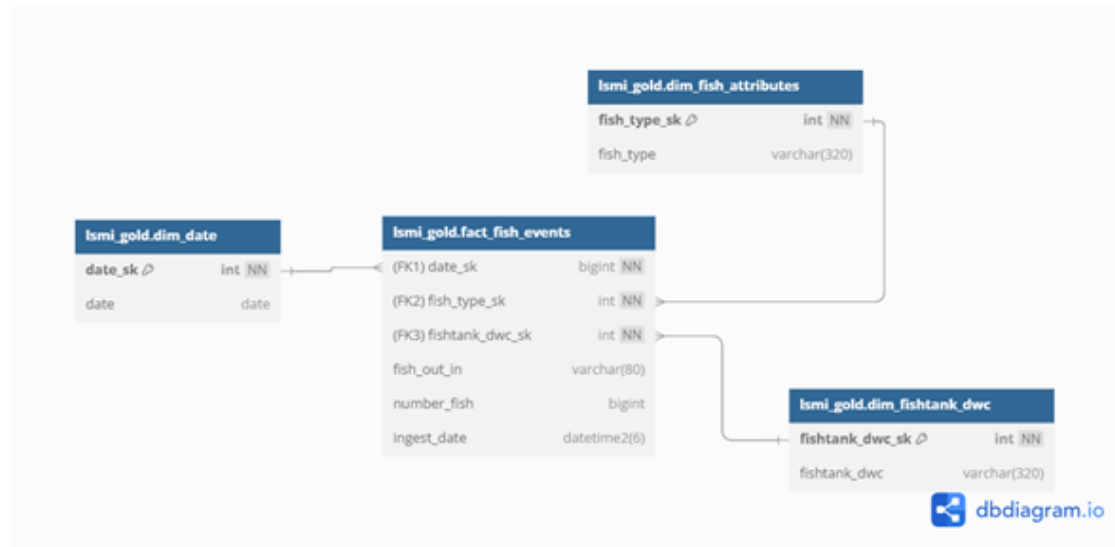 lsmi_gold.dim_fish_attributes
fish_type_sk int NN
fish_type varchar(320)
lsmi_gold.dim_date
date_sk int NN
date date
lsmi_gold.fact_fish_events
(FK1) date_sk bigint NN
(FK2) fish_type_sk int NN
(FK3) fishtank_dwc_sk int NN
fish_out_in varchar(80)
number_fish bigint
ingest_date datetime2(6)
lsmi_gold.dim_fishtank_dwc
fishtank_dwc_sk int NN
fishtank_dwc varchar(320)
dbdiagram.io